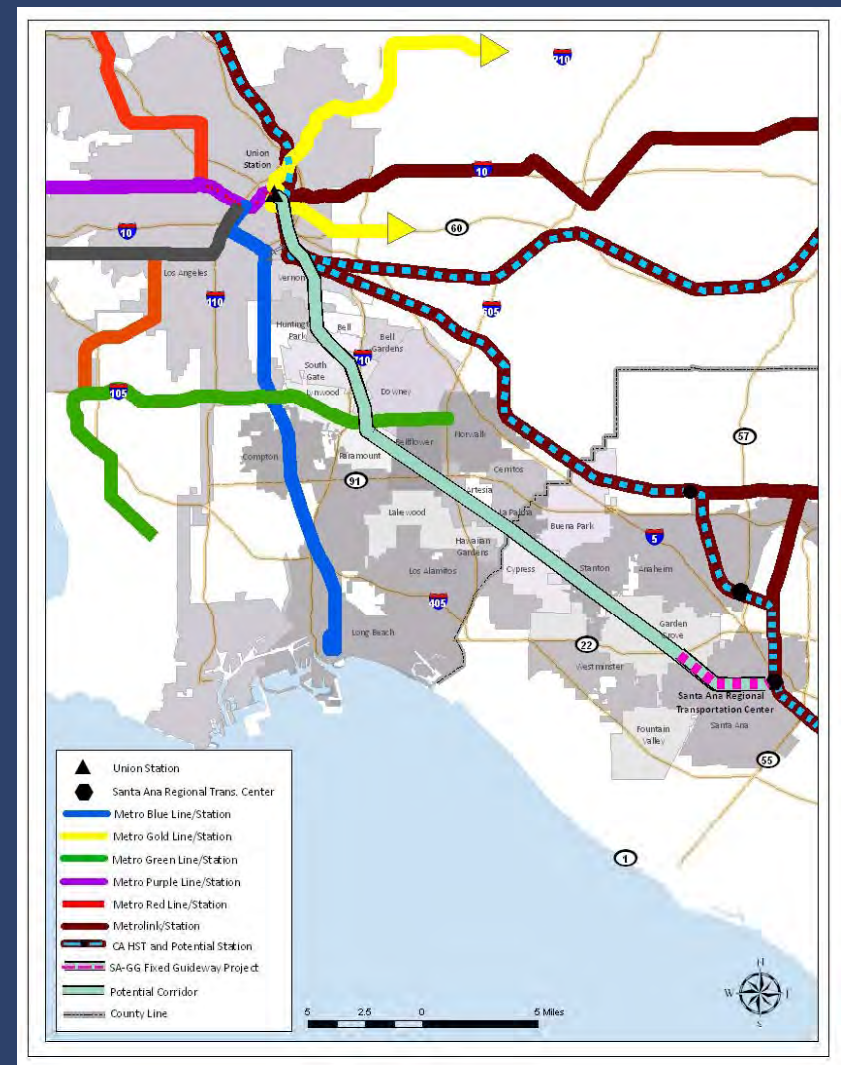 210
Union
Station
10
60
10
Los Angeles
Vernon
110
605
Huntington
Park
Bell
Bell
Gardens
710
South
Gate
Lynwood
Downey
105
57
Compton
Paramount
Bellflower
Norwalk
91
Cerritos
Artesia
La Palma
Lakewood
Buena Park
Hawaiian
Gardens
5
Los Alamitos
Cypress
Stanton
Anaheim
405
Long Beach
Garden
Grove
22
Westminster
Santa Ana Regional
Transportation Center
Santa Ana
Fountain
Valley
55
1
Union Station
Santa Ana Regional Trans. Center
Metro Blue Line/Station
Metro Gold Line/Station
Metro Green Line/Station
Metro Purple Line/Station
Metro Red Line/Station
Metrolink/Station
CA HST and Potential Station
SA-GG Fixed Guideway Project
Potential Corridor
County Line
5 2.5 0 5 Miles
N
W
S